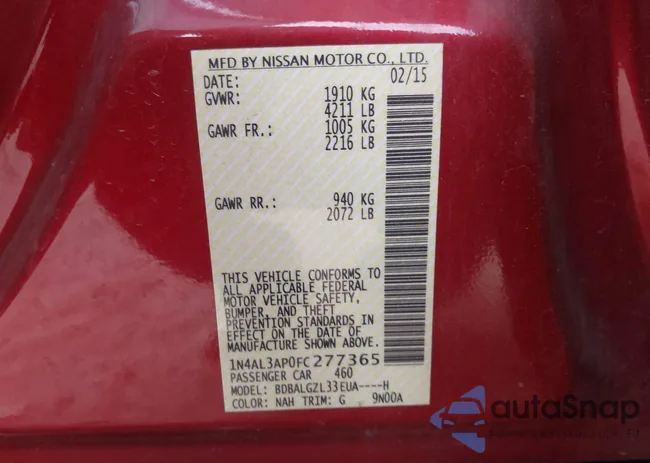 MFD BY NISSAN MOTOR CO., LTD.
DATE: 02/15
GVWR: 1910 KG
4211 LB
GAWR FR.: 1005 KG
2216 LB
GAWR RR.: 940 KG
2072 LB
THIS VEHICLE CONFORMS TO
ALL APPLICABLE FEDERAL
MOTOR VEHICLE SAFETY,
BUMPER, AND THEFT
PREVENTION STANDARDS IN
EFFECT ON THE DATE OF
MANUFACTURE SHOWN ABOVE.
1N4AL3AP0FC277365
PASSENGER CAR 460
MODEL: BDBALGZL33EUA----H
COLOR: NAH TRIM: G 9N00A
autaSnap